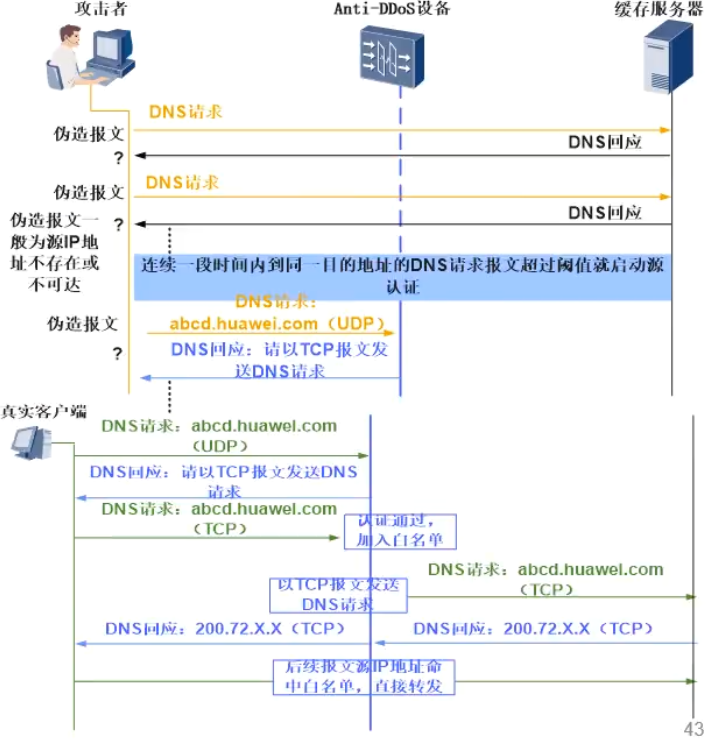 攻击者
Anti-DDoS设备
缓存服务器
DNS请求
伪造报文
DNS回应
?
DNS请求
伪造报文
DNS回应
?
伪造报文一
般为源IP地
址不存在或
不可达
连续一段时间内到同一目的地址的DNS请求报文超过阈值就启动源
认证
DNS请求：
伪造报文
abcd.huawei.com（UDP）
?
DNS回应：请以TCP报文发
送DNS请求
真实客户端
DNS请求：abcd.huawei.com
（UDP）
DNS回应：请以TCP报文发送DNS
请求
DNS请求：abcd.huawei.com
（TCP）
认证通过，
加入白名单
以TCP报文发送
DNS请求
DNS请求：abcd.huawei.com
（TCP）
DNS回应：200.72.X.X（TCP）
DNS回应：200.72.X.X（TCP）
后续报文源IP地址命
中白名单，直接转发
43